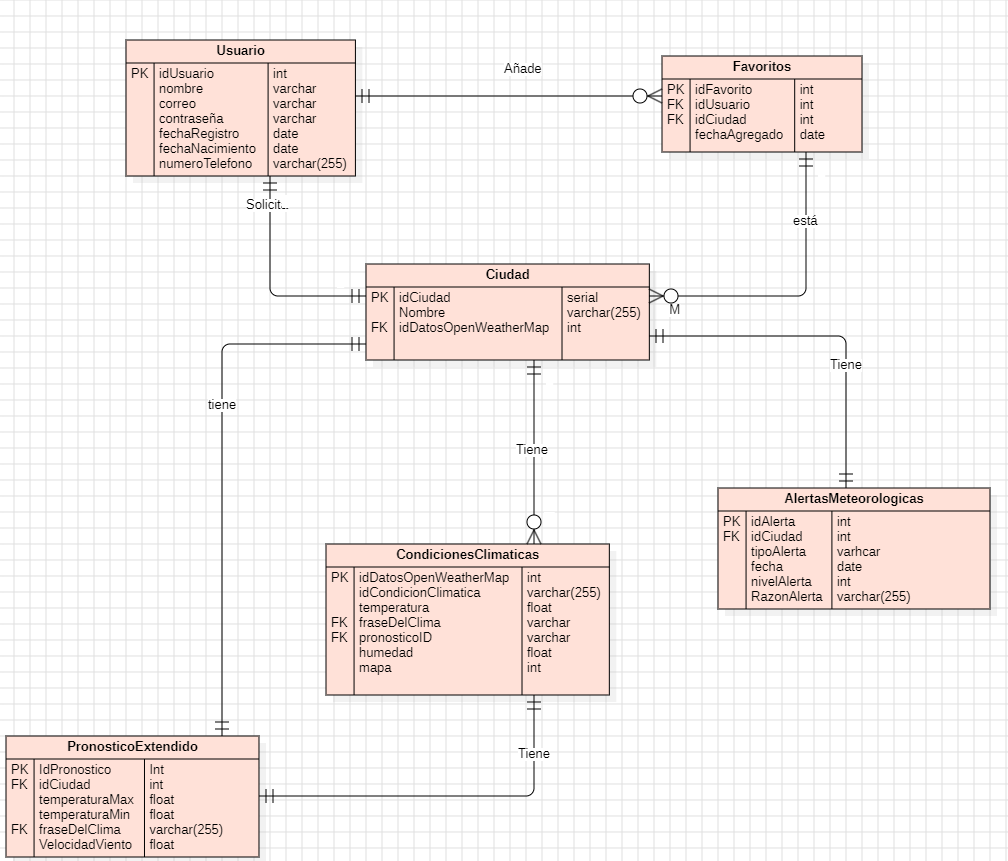 Usuario
PK idUsuario int
nombre varchar
correo varchar
contraseña varchar
fechaRegistro date
fechaNacimiento date
numeroTelefono varchar(255)
Añade
Favoritos
PK idFavorito int
FK idUsuario int
FK idCiudad int
fechaAgregado date
Solicit...
está
Ciudad
PK idCiudad serial
Nombre varchar(255)
FK idDatosOpenWeatherMap int
M
tiene
Tiene
Tiene
AlertasMeteorologicas
PK idAlerta int
FK idCiudad int
tipoAlerta varhcar
fecha date
nivelAlerta int
RazonAlerta varchar(255)
CondicionesClimaticas
PK idDatosOpenWeatherMap int
idCondicionClimatica varchar(255)
temperatura float
FK fraseDelClima varchar
FK pronosticoID varchar
humedad float
mapa int
Tiene
PronosticoExtendido
PK IdPronostico Int
FK idCiudad int
temperaturaMax float
temperaturaMin float
FK fraseDelClima varchar(255)
VelocidadViento float